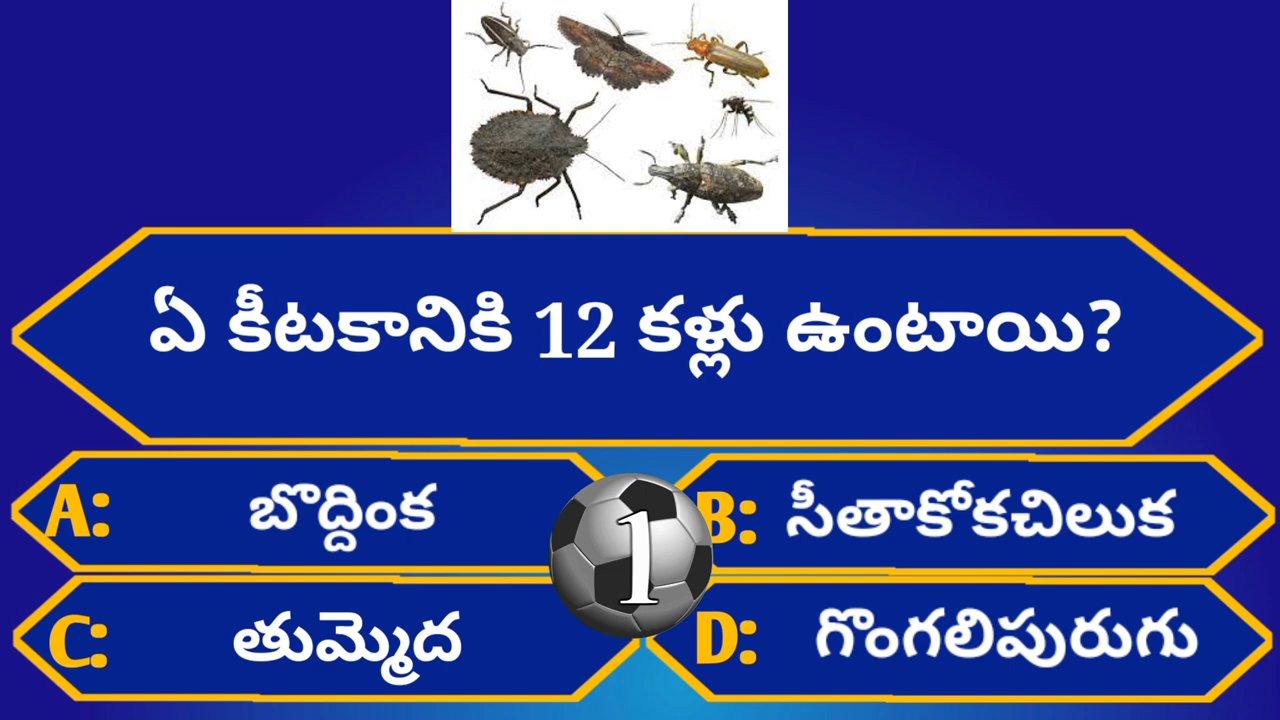 ఏ కీటకానికి 12 కళ్లు ఉంటాయి?
A: బొద్దింక
B: సీతాకోకచిలుక
1
C: తుమ్మెద
D: గొంగలిపురుగు